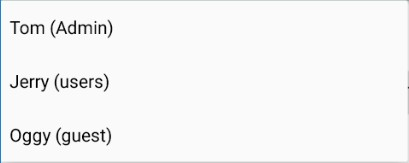 Tom (Admin)
Jerry (users)
Oggy (guest)